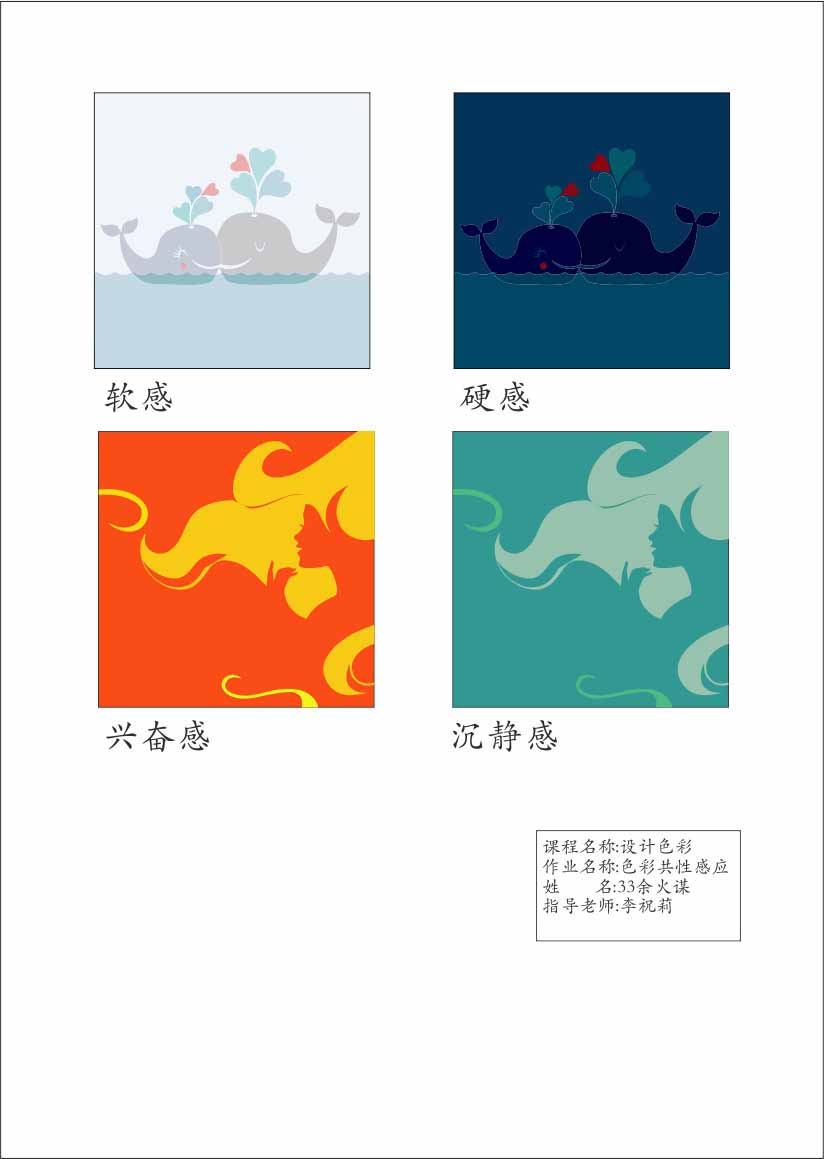 软感
硬感
兴奋感
沉静感
课程名称:设计色彩
作业名称:色彩共性感应
姓 名:33余火谋
指导老师:李祝莉